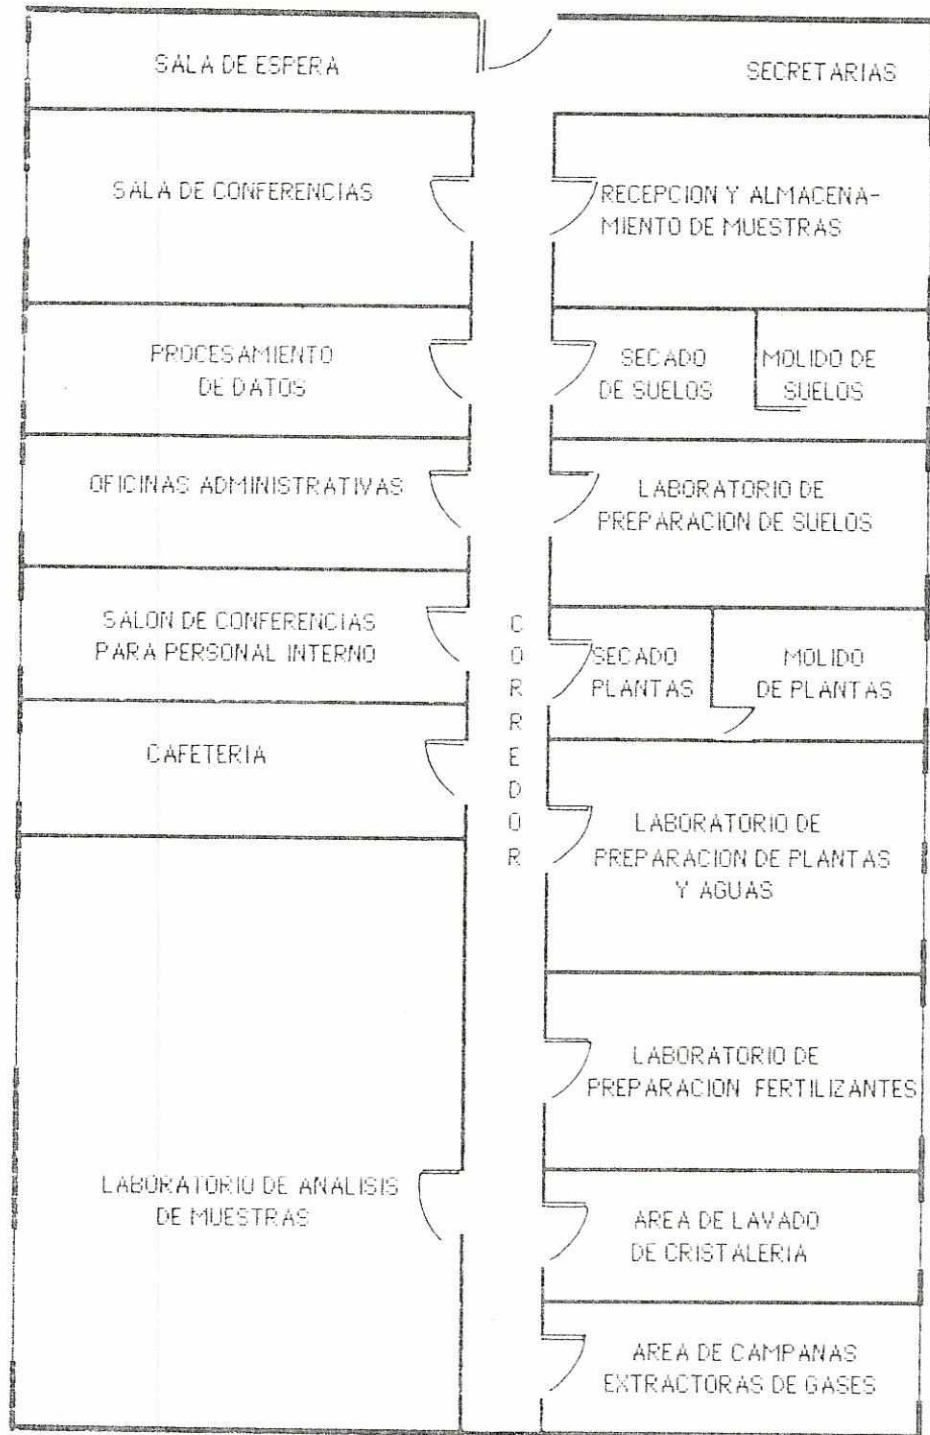 SALA DE ESPERA
SECRETARIAS
SALA DE CONFERENCIAS
RECEPCION Y ALMACENA-
MIENTO DE MUESTRAS
PROCESAMIENTO
DE DATOS
SECADO
DE SUELOS
MOLIDO DE
SUELOS
OFICINAS ADMINISTRATIVAS
LABORATORIO DE
PREPARACION DE SUELOS
SALON DE CONFERENCIAS
PARA PERSONAL INTERNO
CORREDOR
SECADO
PLANTAS
MOLIDO
DE PLANTAS
CAFETERIA
LABORATORIO DE
PREPARACION DE PLANTAS
Y AGUAS
LABORATORIO DE
PREPARACION FERTILIZANTES
LABORATORIO DE ANALISIS
DE MUESTRAS
AREA DE LAVADO
DE CRISTALERIA
AREA DE CAMPANAS
EXTRACTORAS DE GASES